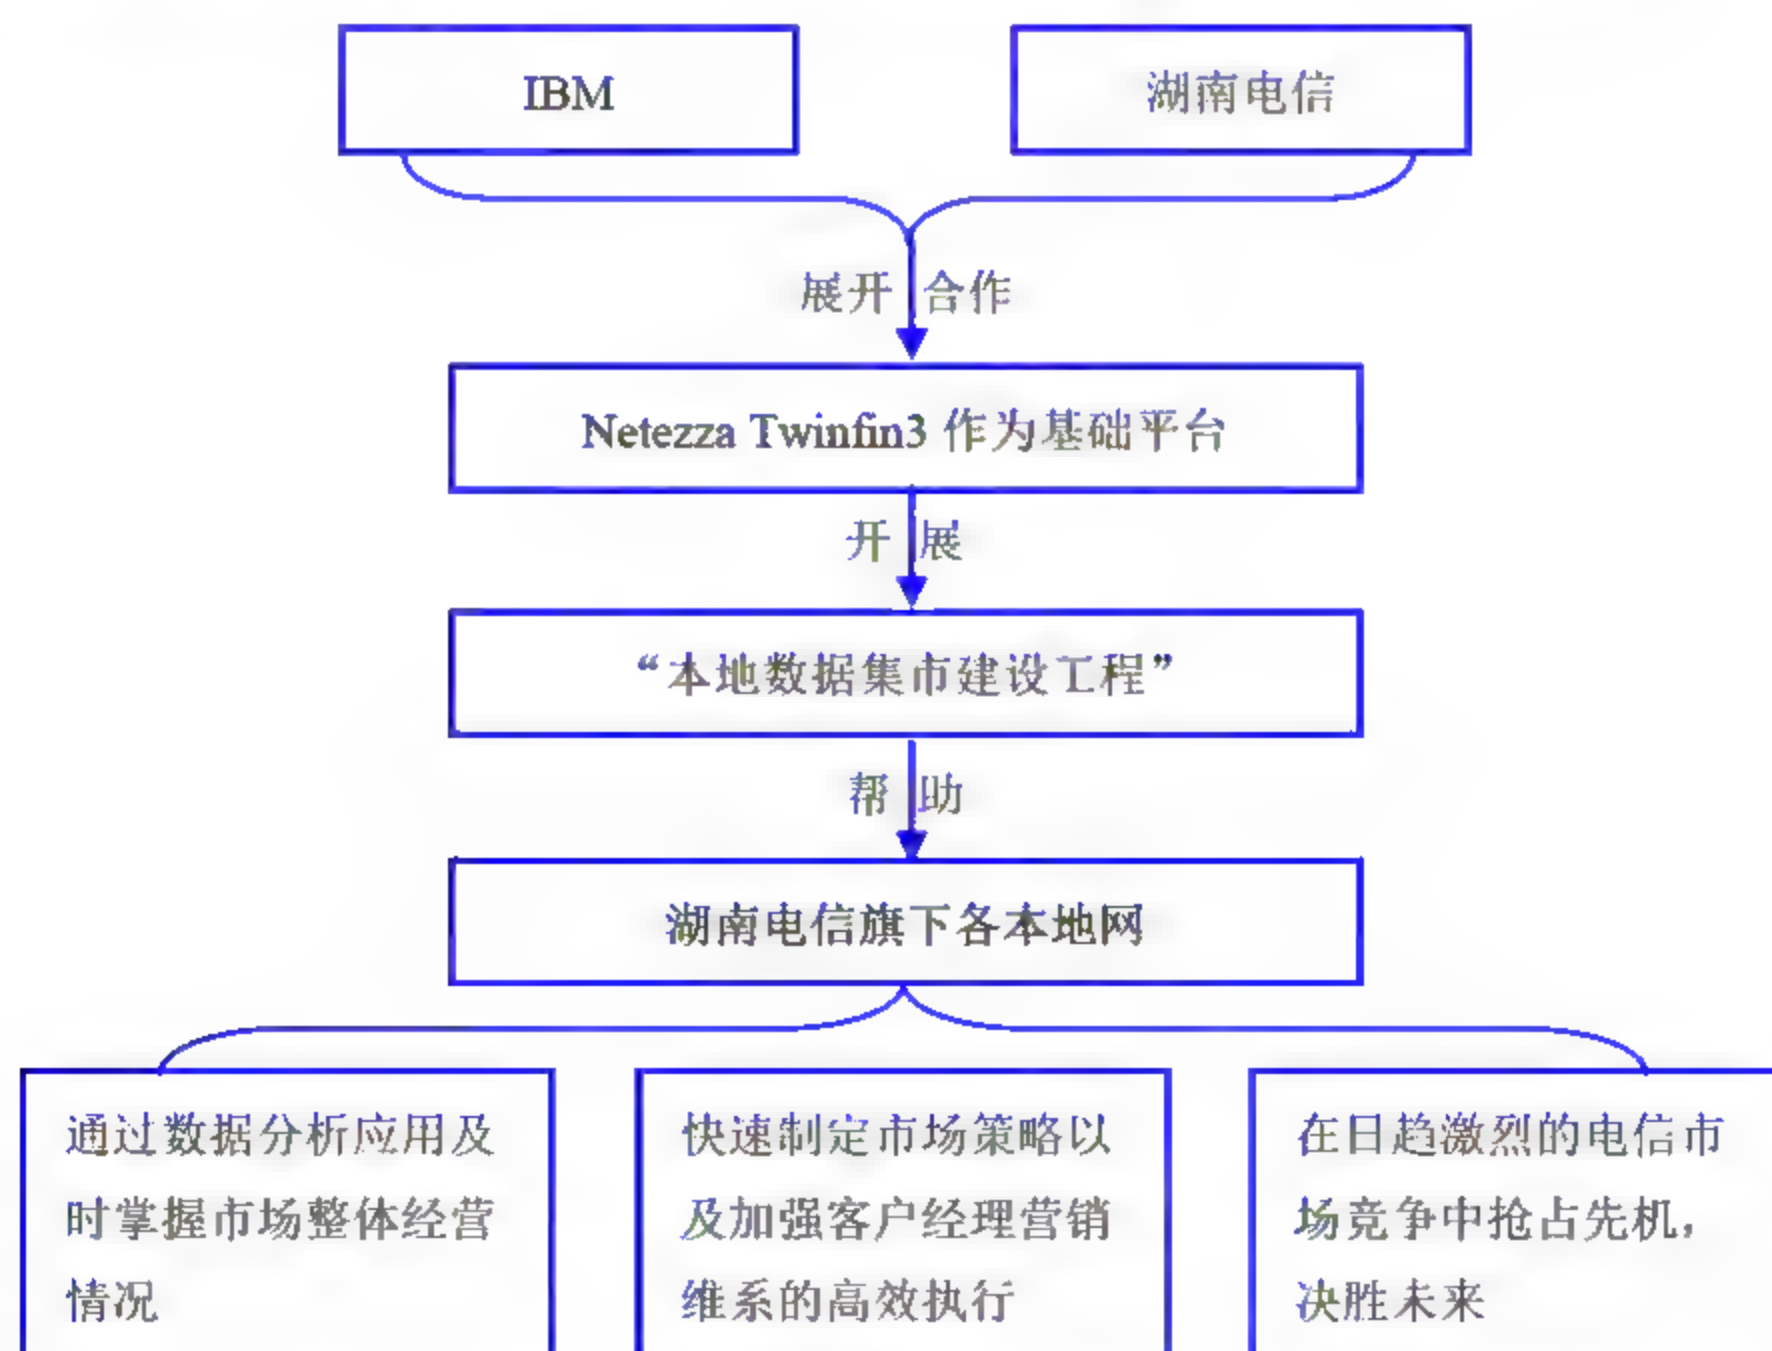 IBM
湖南电信
展开 合作
Netezza Twinfin3 作为基础平台
开 展
“本地数据集市建设工程”
帮 助
湖南电信旗下各本地网
通过数据分析应用及
时掌握市场整体经营
情况
快速制定市场策略以
及加强客户经理营销
维系的高效执行
在日趋激烈的电信市
场竞争中抢占先机，
决胜未来